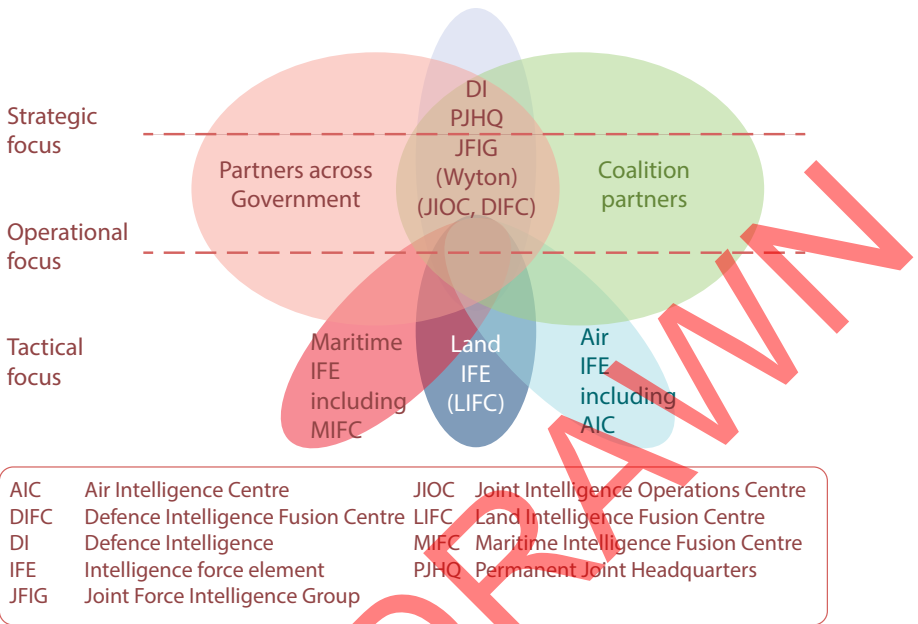 DI
PJHQ
JFIG
(Wyton)
(JIOC, DIFC)
Strategic
focus
Partners across
Government
Coalition
partners
Operational
focus
Tactical
focus
Maritime
IFE
including
MIFC
Land
IFE
(LIFC)
Air
IFE
including
AIC
AIC Air Intelligence Centre
DIFC Defence Intelligence Fusion Centre
DI Defence Intelligence
IFE Intelligence force element
JFIG Joint Force Intelligence Group
JIOC Joint Intelligence Operations Centre
LIFC Land Intelligence Fusion Centre
MIFC Maritime Intelligence Fusion Centre
PJHQ Permanent Joint Headquarters
DRAWN